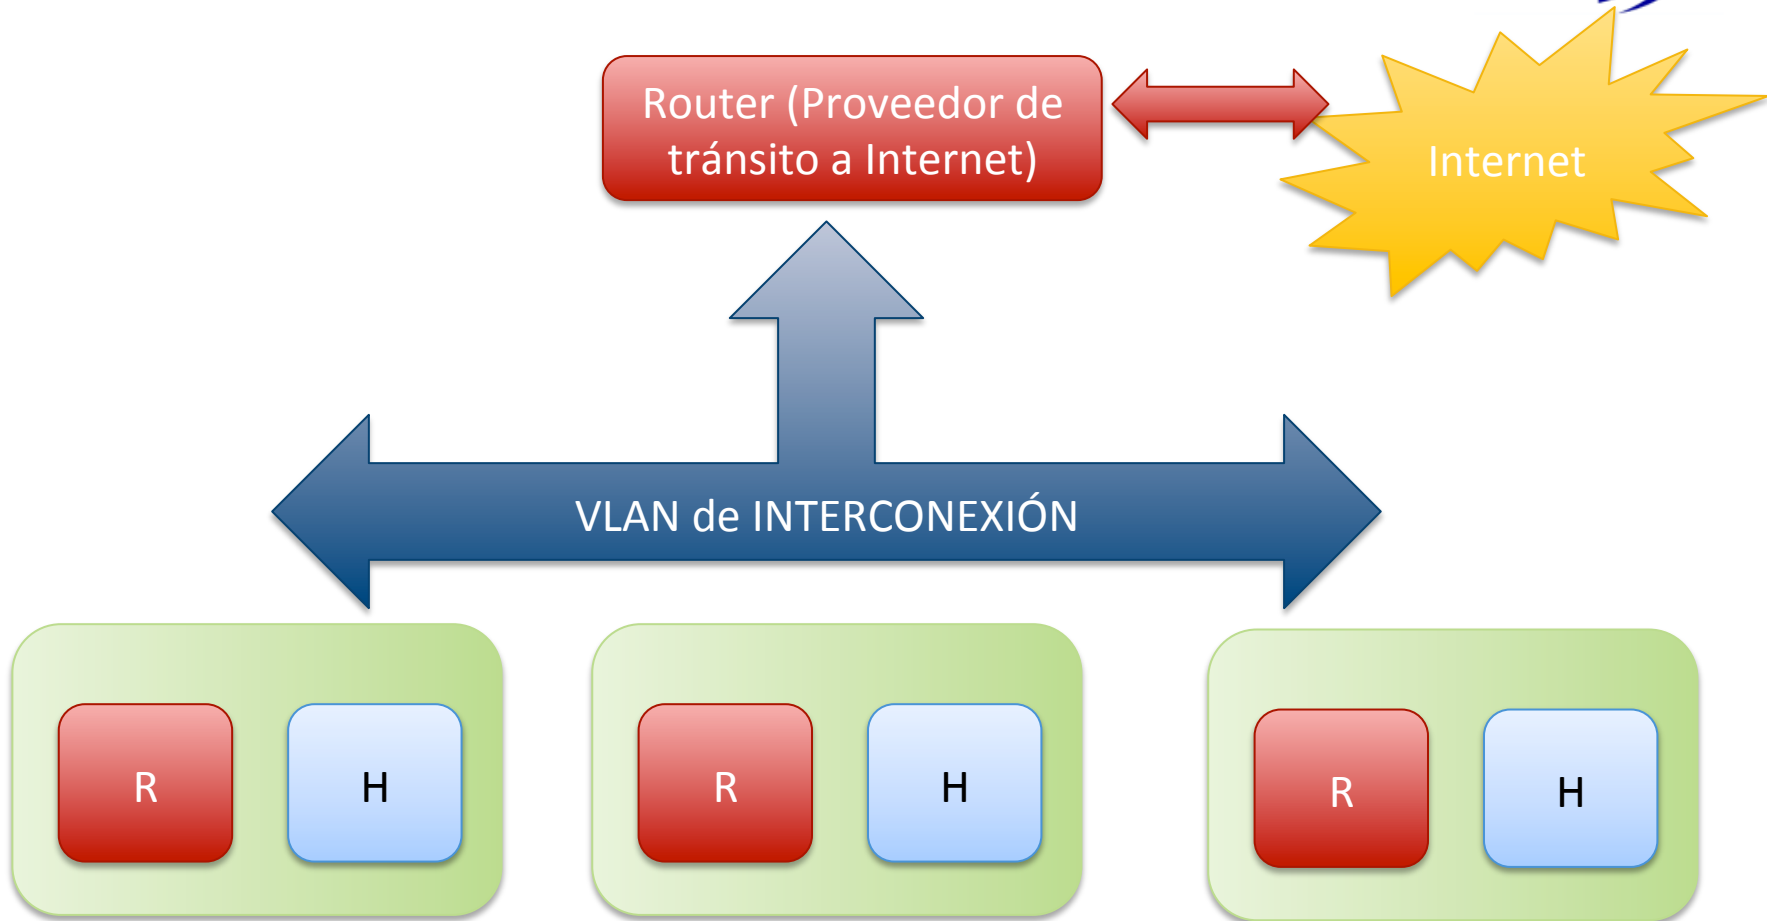 Router (Proveedor de
tránsito a Internet)
Internet
VLAN de INTERCONEXIÓN
R
H
R
H
R
H